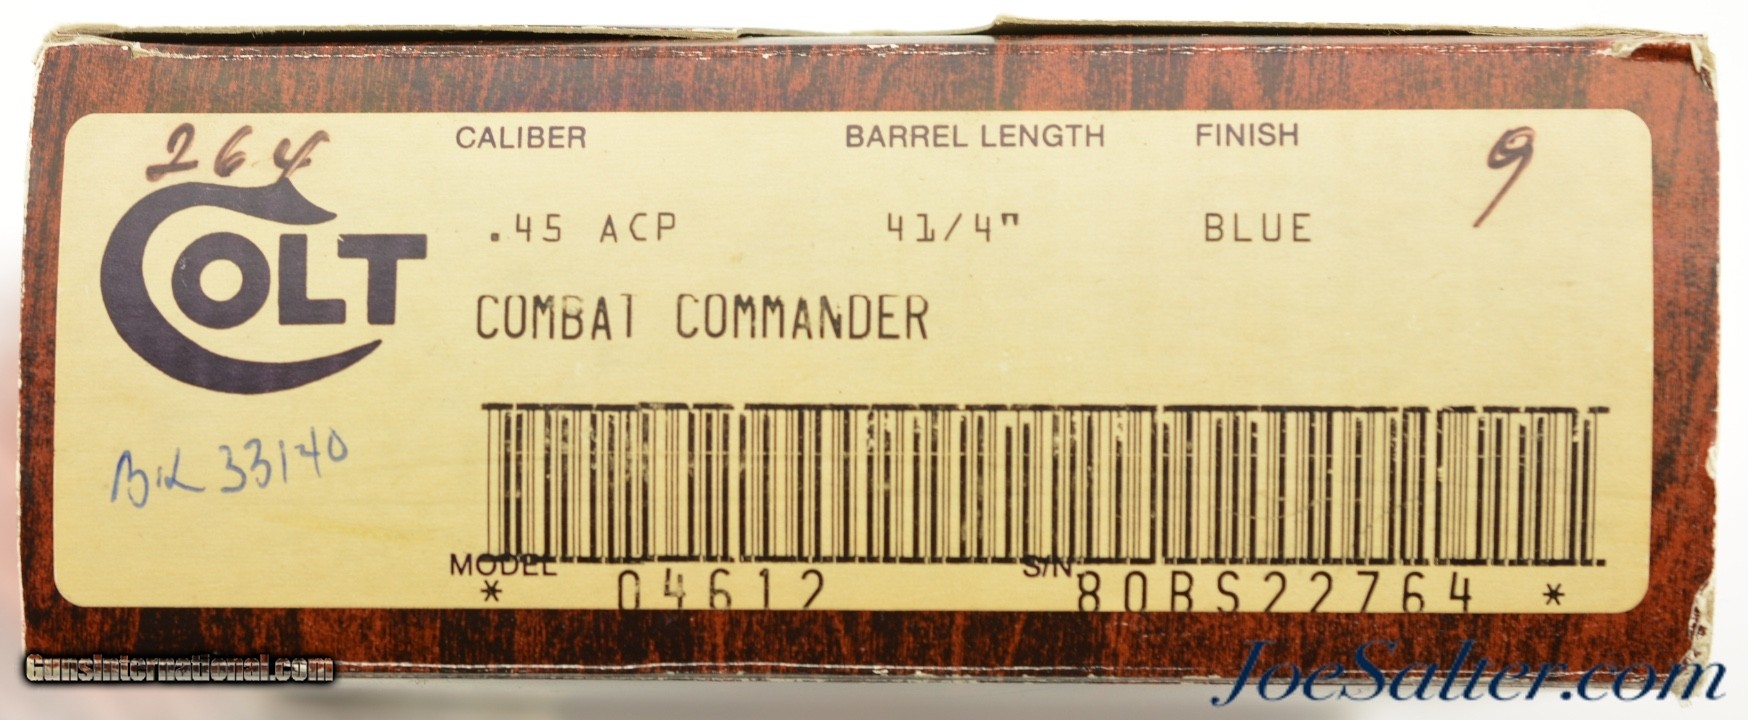 264
CALIBER BARREL LENGTH FINISH
9
COLT
.45 ACP 41/4" BLUE
COMBAT COMMANDER
33140
MODEL S/N
* 04612 80BS22764 *
GunsInternational.com
JoeSalter.com